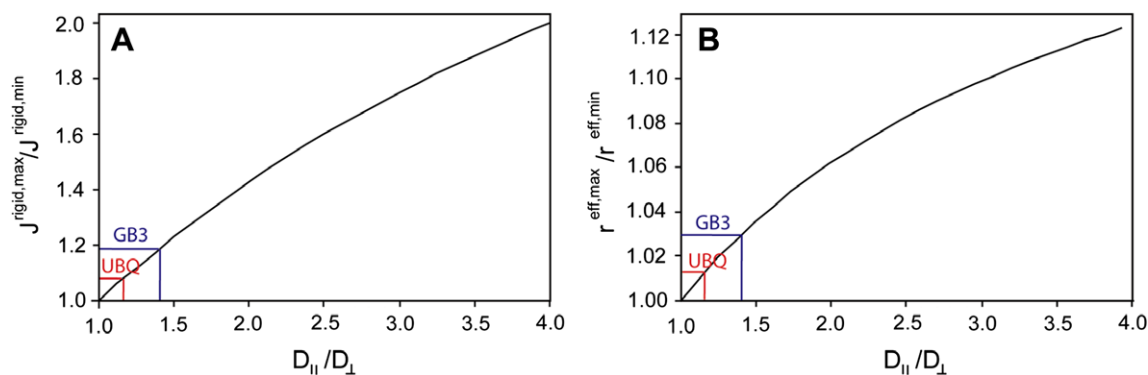 A
J^rigid,max/J^rigid,min
2.0
1.8
1.6
1.4
1.2
1.0
GB3
UBQ
1.0 1.5 2.0 2.5 3.0 3.5 4.0
D||/D⊥
B
r^eff,max/r^eff,min
1.12
1.10
1.08
1.06
1.04
1.02
1.00
GB3
UBQ
1.0 1.5 2.0 2.5 3.0 3.5 4.0
D||/D⊥